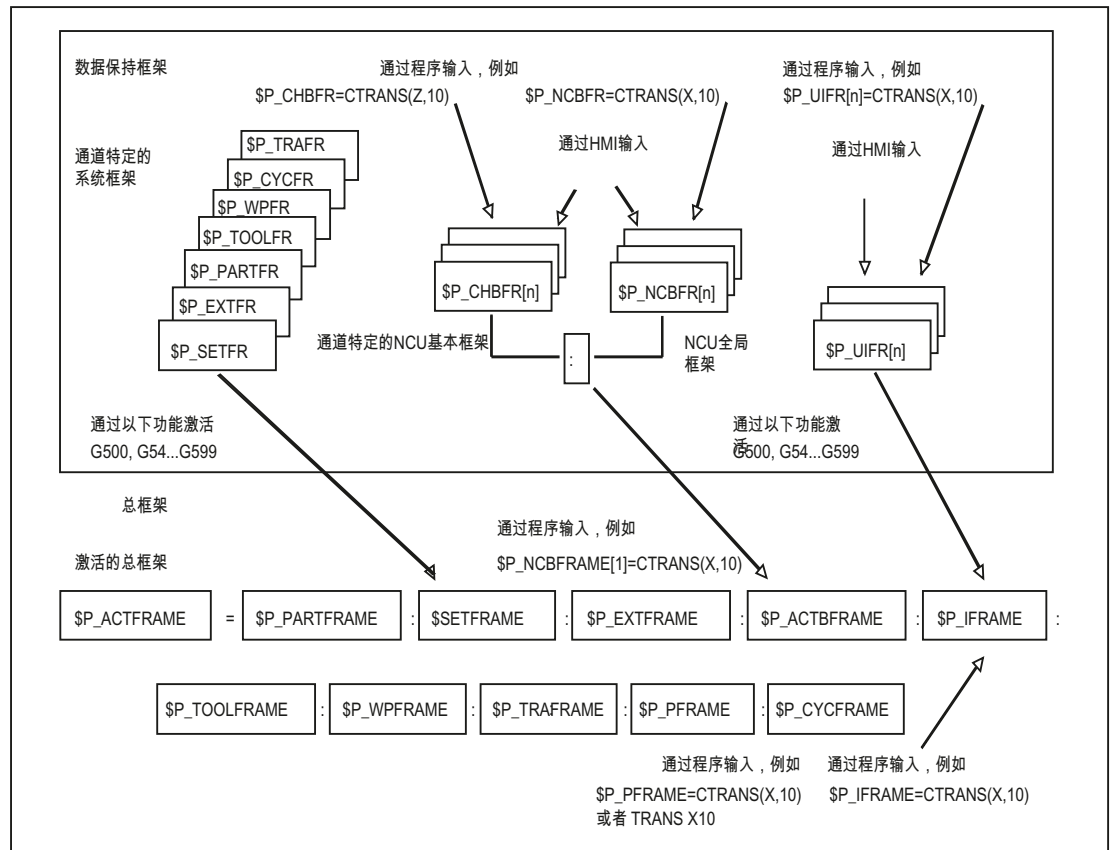 数据保持框架
通过程序输入，例如
$P_CHBFR=CTRANS(Z,10)
$P_NCBFR=CTRANS(X,10)
通过程序输入，例如
$P_UIFR[n]=CTRANS(X,10)
通道特定的
系统框架
通过HMI输入
通过HMI输入
$P_TRAFR
$P_CYCFR
$P_WPFR
$P_TOOLFR
$P_PARTFR
$P_EXTFR
$P_SETFR
$P_CHBFR[n]
$P_NCBFR[n]
$P_UIFR[n]
通道特定的NCU基本框架
:
NCU全局
框架
通过以下功能激活
G500, G54...G599
通过以下功能激
活
G500, G54...G599
总框架
激活的总框架
通过程序输入，例如
$P_NCBFRAME[1]=CTRANS(X,10)
$P_ACTFRAME = $P_PARTFRAME : $SETFRAME : $P_EXTFRAME : $P_ACTBFRAME : $P_IFRAME :
$P_TOOLFRAME : $P_WPFRAME : $P_TRAFRAME : $P_PFRAME : $P_CYCFRAME
通过程序输入，例如
$P_PFRAME=CTRANS(X,10)
或者 TRANS X10
通过程序输入，例如
$P_IFRAME=CTRANS(X,10)